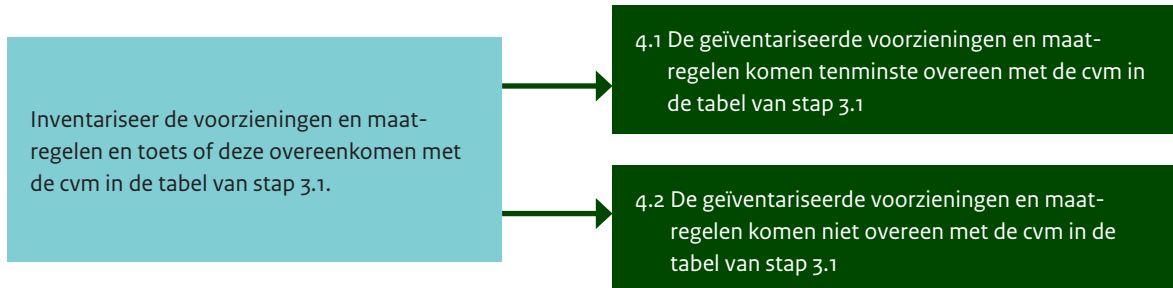 Inventariseer de voorzieningen en maat-
regelen en toets of deze overeenkomen met
de cvm in de tabel van stap 3.1.
4.1 De geïventariseerde voorzieningen en maat-
regelen komen tenminste overeen met de cvm in
de tabel van stap 3.1
4.2 De geïventariseerde voorzieningen en maat-
regelen komen niet overeen met de cvm in de
tabel van stap 3.1